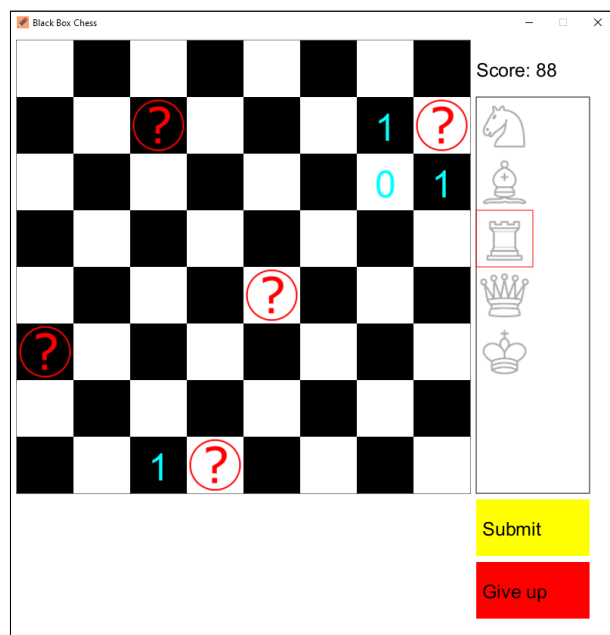 Black Box Chess
Score: 88
? 1 ?
0 1
?
?
1 ?
Submit
Give up